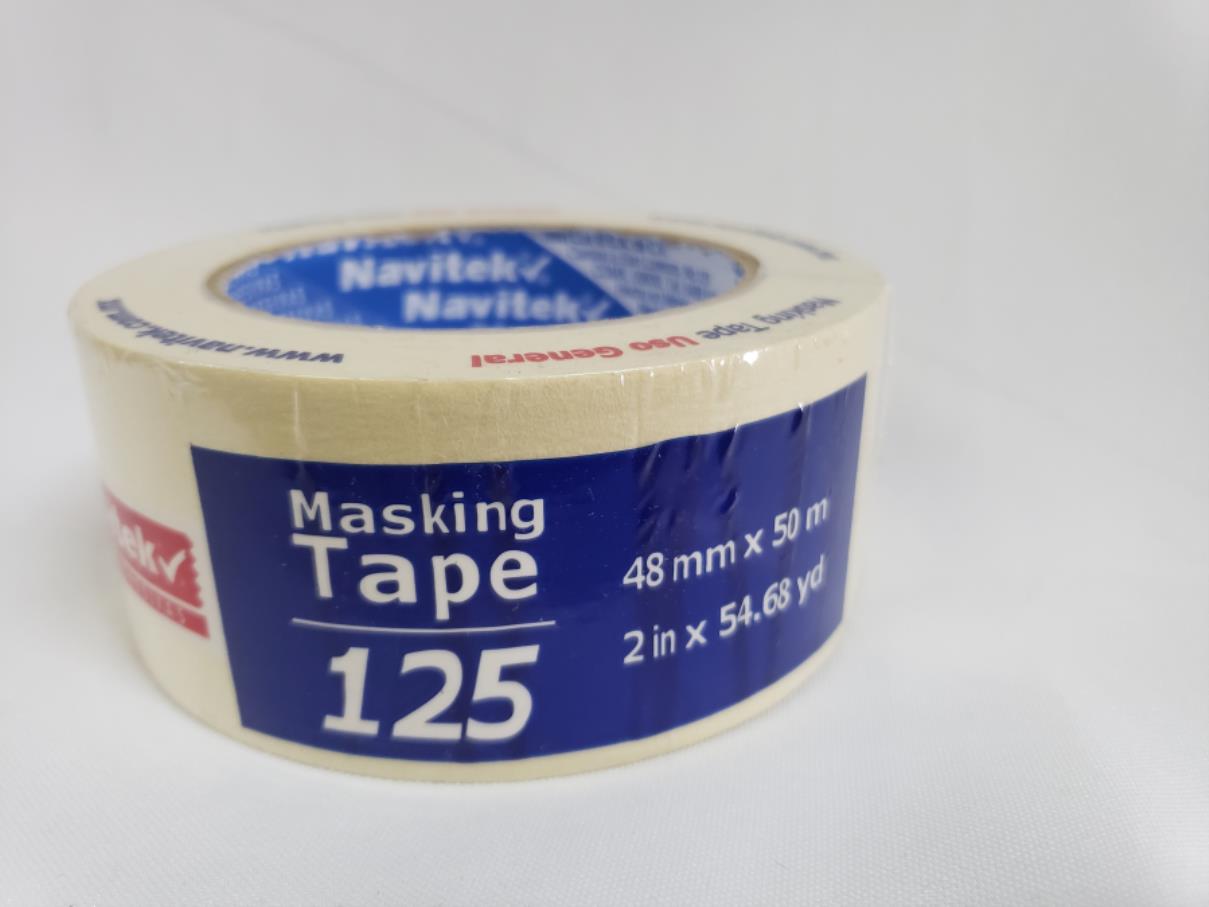 Navitek
Navitek
www.navitek.com.mx
Masking Tape Uso General
Masking
Tape
125
48 mm x 50 m
2 in x 54.68 yd
tek